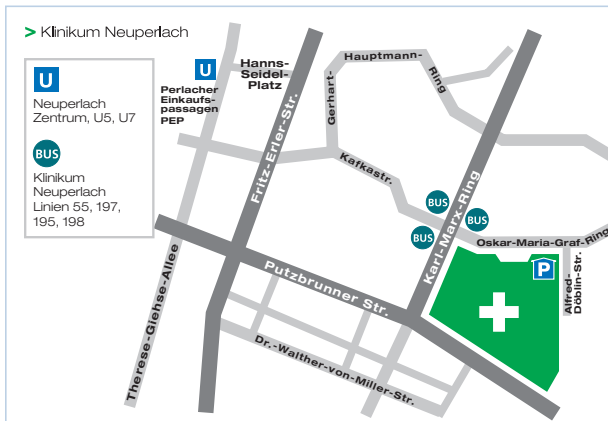 > Klinikum Neuperlach
U
Neuperlach
Zentrum, U5, U7
BUS
Klinikum
Neuperlach
Linien 55, 197,
195, 198
U
Perlacher
Einkaufs-
passagen
PEP
Hanns-
Seidel-
Platz
Fritz-Erler-Str.
Gerhart-
Hauptmann-
Ring
Kafkastr.
BUS
BUS
BUS
Karl-Marx-Ring
Oskar-Maria-Graf-Ring
P
Alfred-
Döblin-Str.
Putzbrunner Str.
Therese-Giehse-Allee
Dr.-Walther-von-Miller-Str.